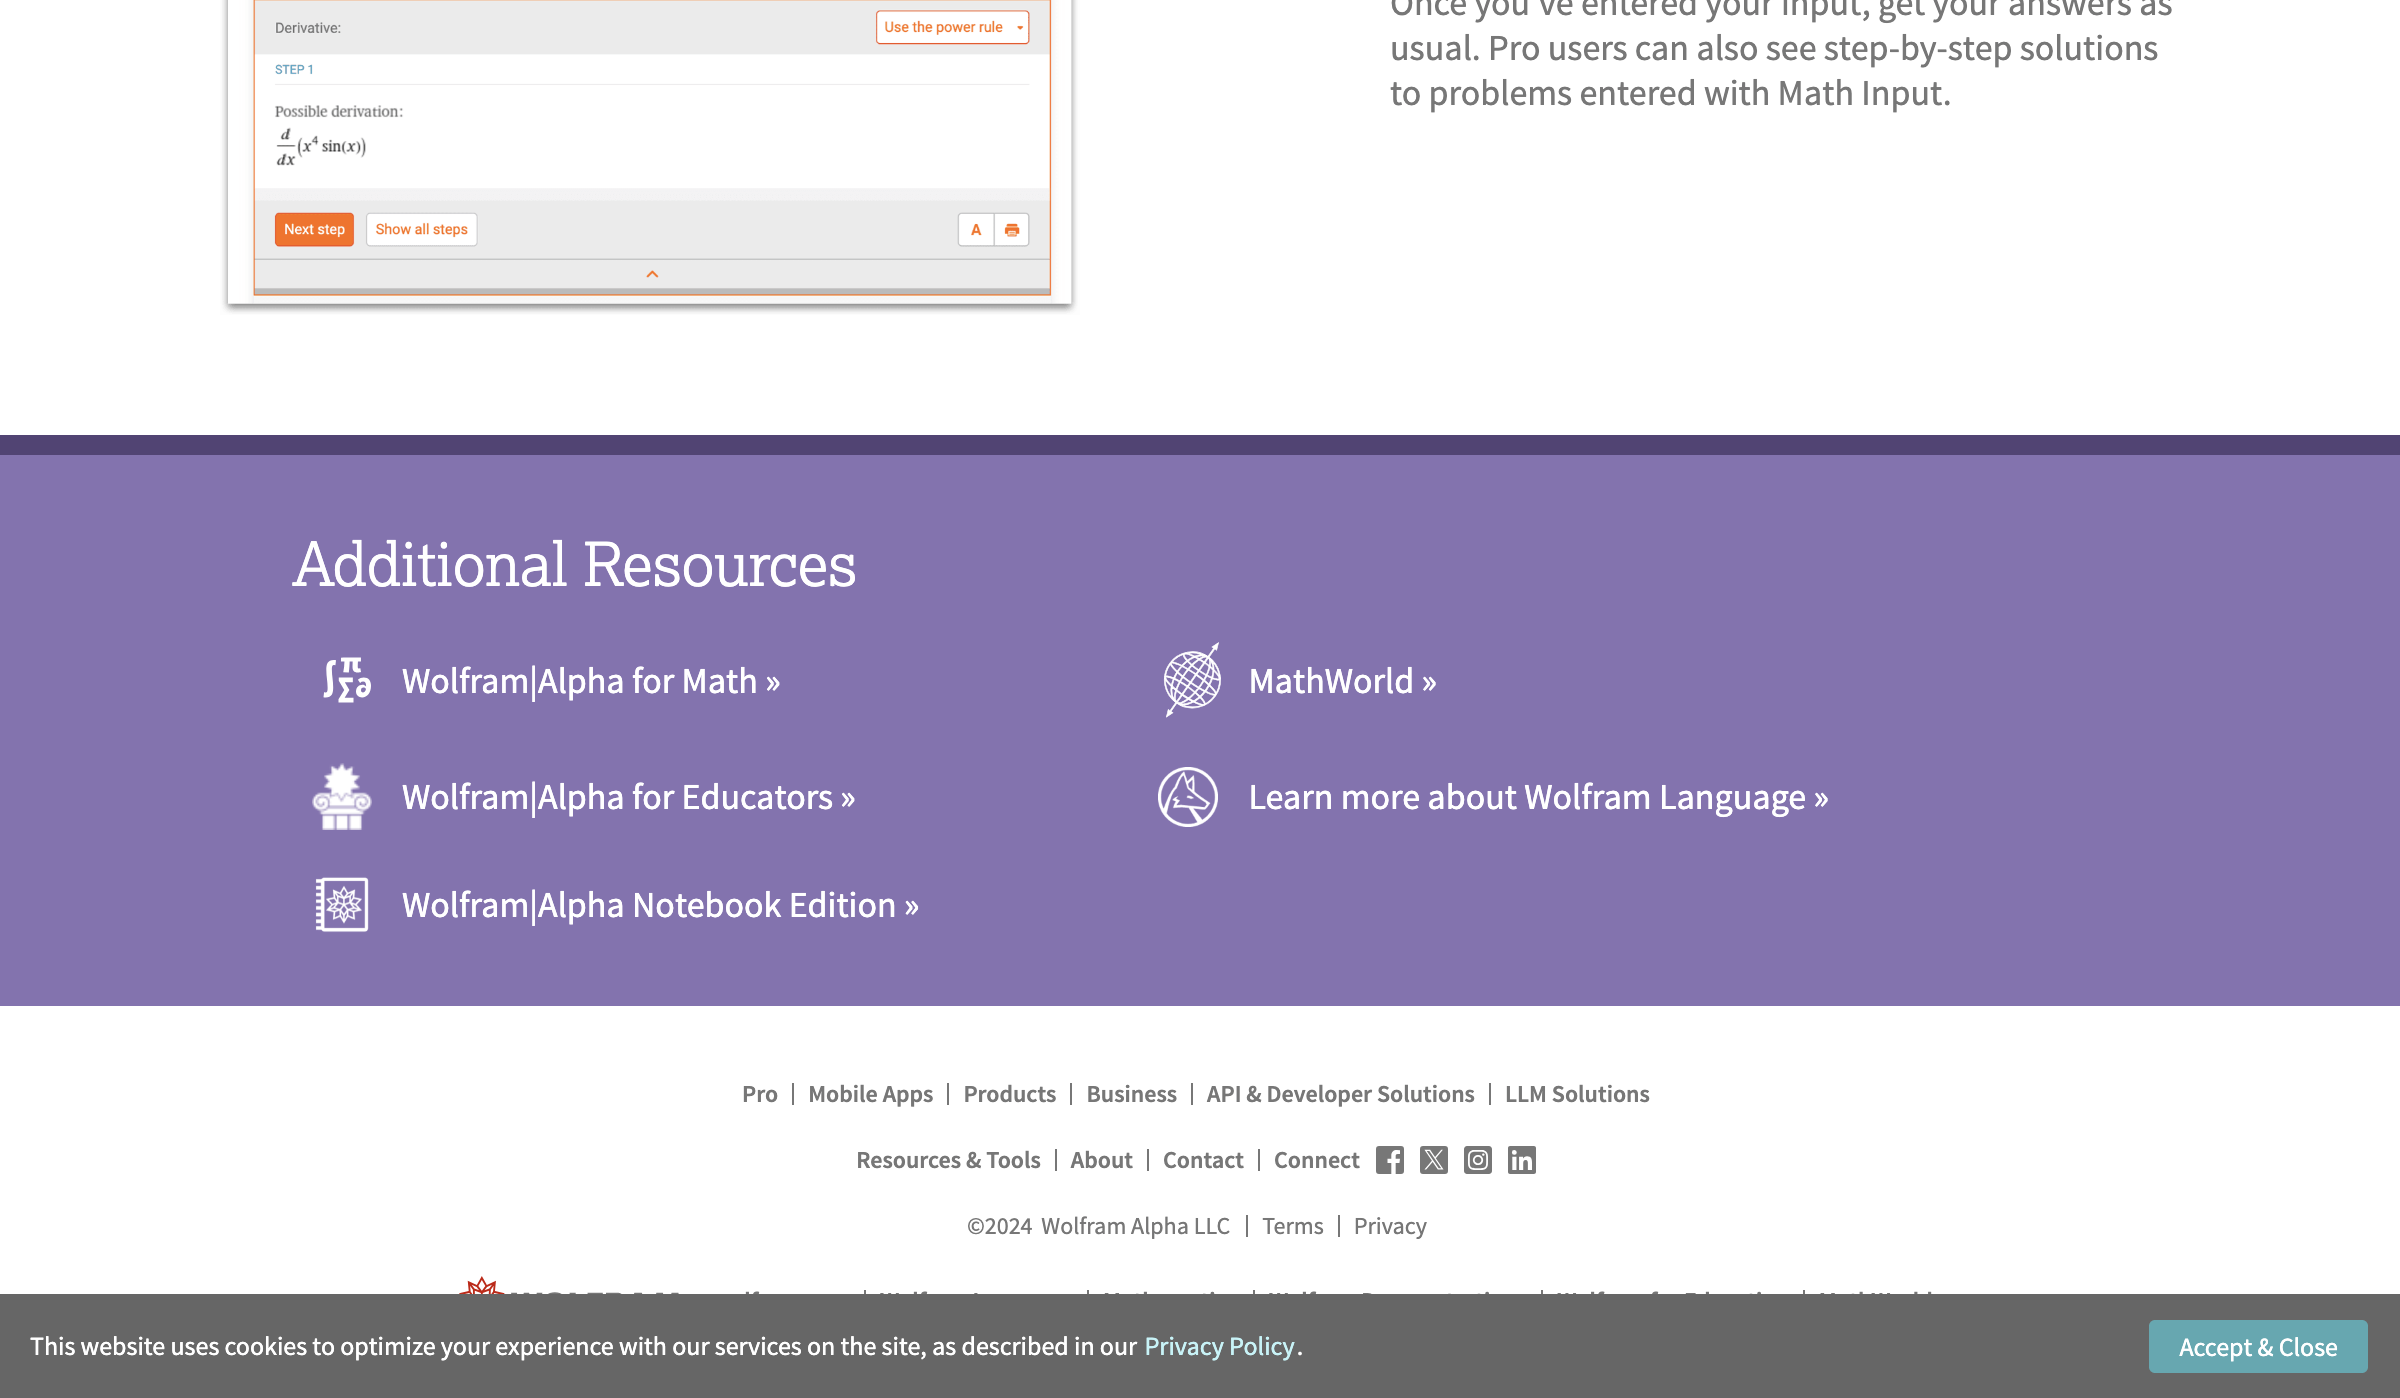 Derivative:
Use the power rule
STEP 1
Possible derivation:
d/dx (x⁴ sin(x))
Next step
Show all steps
A
Once you've entered your input, get your answers as
usual. Pro users can also see step-by-step solutions
to problems entered with Math Input.
Additional Resources
Wolfram|Alpha for Math »
MathWorld »
Wolfram|Alpha for Educators »
Learn more about Wolfram Language »
Wolfram|Alpha Notebook Edition »
Pro | Mobile Apps | Products | Business | API & Developer Solutions | LLM Solutions
Resources & Tools | About | Contact | Connect
©2024 Wolfram Alpha LLC | Terms | Privacy
This website uses cookies to optimize your experience with our services on the site, as described in our Privacy Policy.
Accept & Close